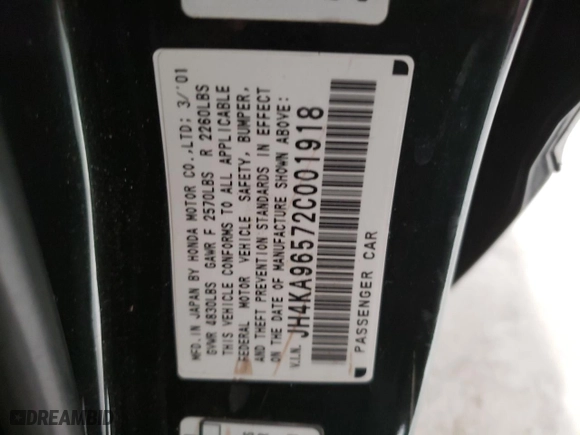 MFD.IN JAPAN BY HONDA MOTOR CO.,LTD; 3/'01
GVWR 4830LBS GAWR F 2570LBS R 2260LBS
THIS VEHICLE CONFORMS TO ALL APPLICABLE
FEDERAL MOTOR VEHICLE SAFETY, BUMPER,
AND THEFT PREVENTION STANDARDS IN EFFECT
ON THE DATE OF MANUFACTURE SHOWN ABOVE:
V.I.N. JH4KA96572C001918
PASSENGER CAR
DREAMBID